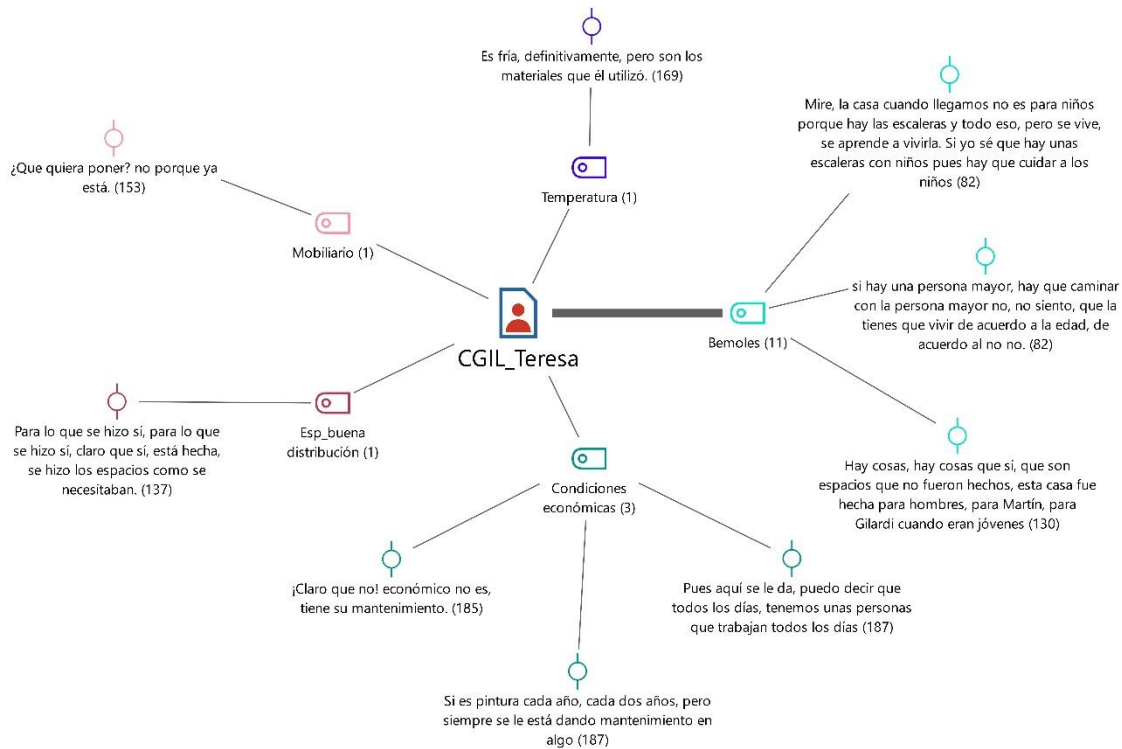 Es fría, definitivamente, pero son los
materiales que él utilizó. (169)
Temperatura (1)
Mire, la casa cuando llegamos no es para niños
porque hay las escaleras y todo eso, pero se vive,
se aprende a vivirla. Si yo sé que hay unas
escaleras con niños pues hay que cuidar a los
niños (82)
¿Que quiera poner? no porque ya
está. (153)
Mobiliario (1)
CGIL_Teresa
Bemoles (11)
si hay una persona mayor, hay que caminar
con la persona mayor no, no siento, que la
tienes que vivir de acuerdo a la edad, de
acuerdo al no no. (82)
Para lo que se hizo sí, para lo que
se hizo sí, claro que sí, está hecha,
se hizo los espacios como se
necesitaban. (137)
Esp_buena
distribución (1)
Condiciones
económicas (3)
Hay cosas, hay cosas que sí, que son
espacios que no fueron hechos, esta casa fue
hecha para hombres, para Martín, para
Gilardi cuando eran jóvenes (130)
¡Claro que no! económico no es,
tiene su mantenimiento. (185)
Pues aquí se le da, puedo decir que
todos los días, tenemos unas personas
que trabajan todos los días (187)
Si es pintura cada año, cada dos años, pero
siempre se le está dando mantenimiento en
algo (187)